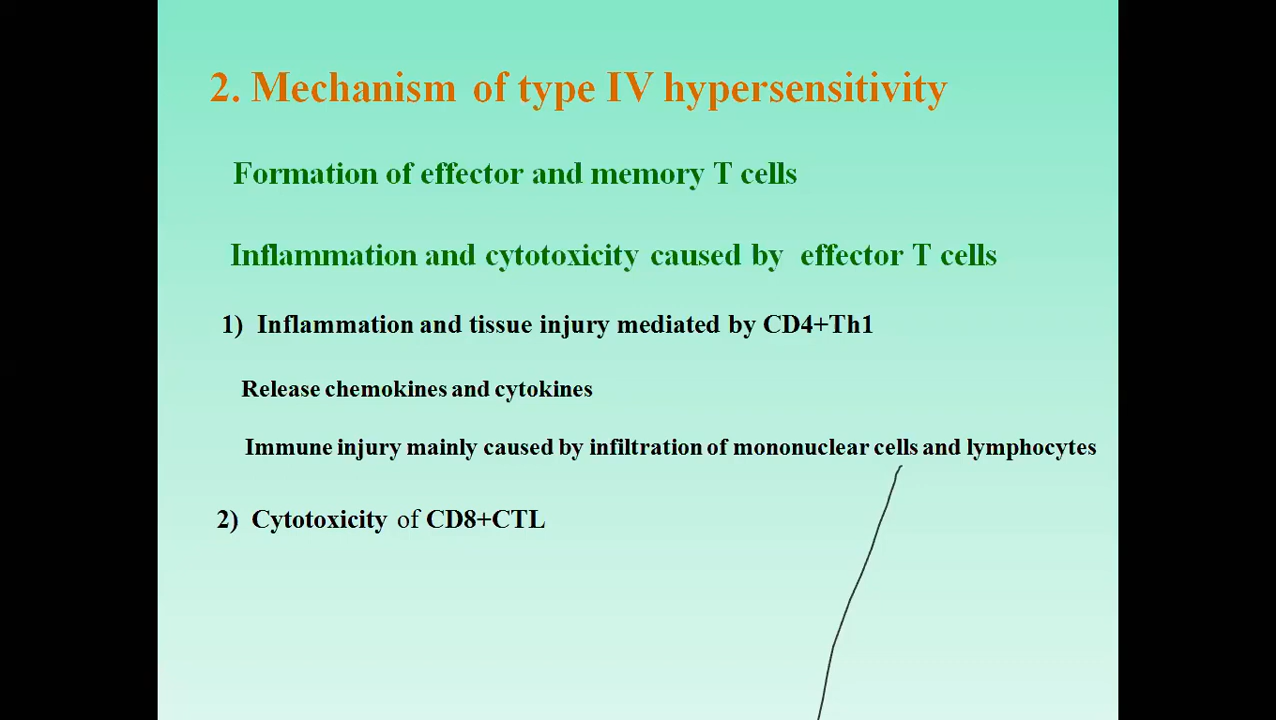 2. Mechanism of type IV hypersensitivity
Formation of effector and memory T cells
Inflammation and cytotoxicity caused by effector T cells
1) Inflammation and tissue injury mediated by CD4+Th1
Release chemokines and cytokines
Immune injury mainly caused by infiltration of mononuclear cells and lymphocytes
2) Cytotoxicity of CD8+CTL